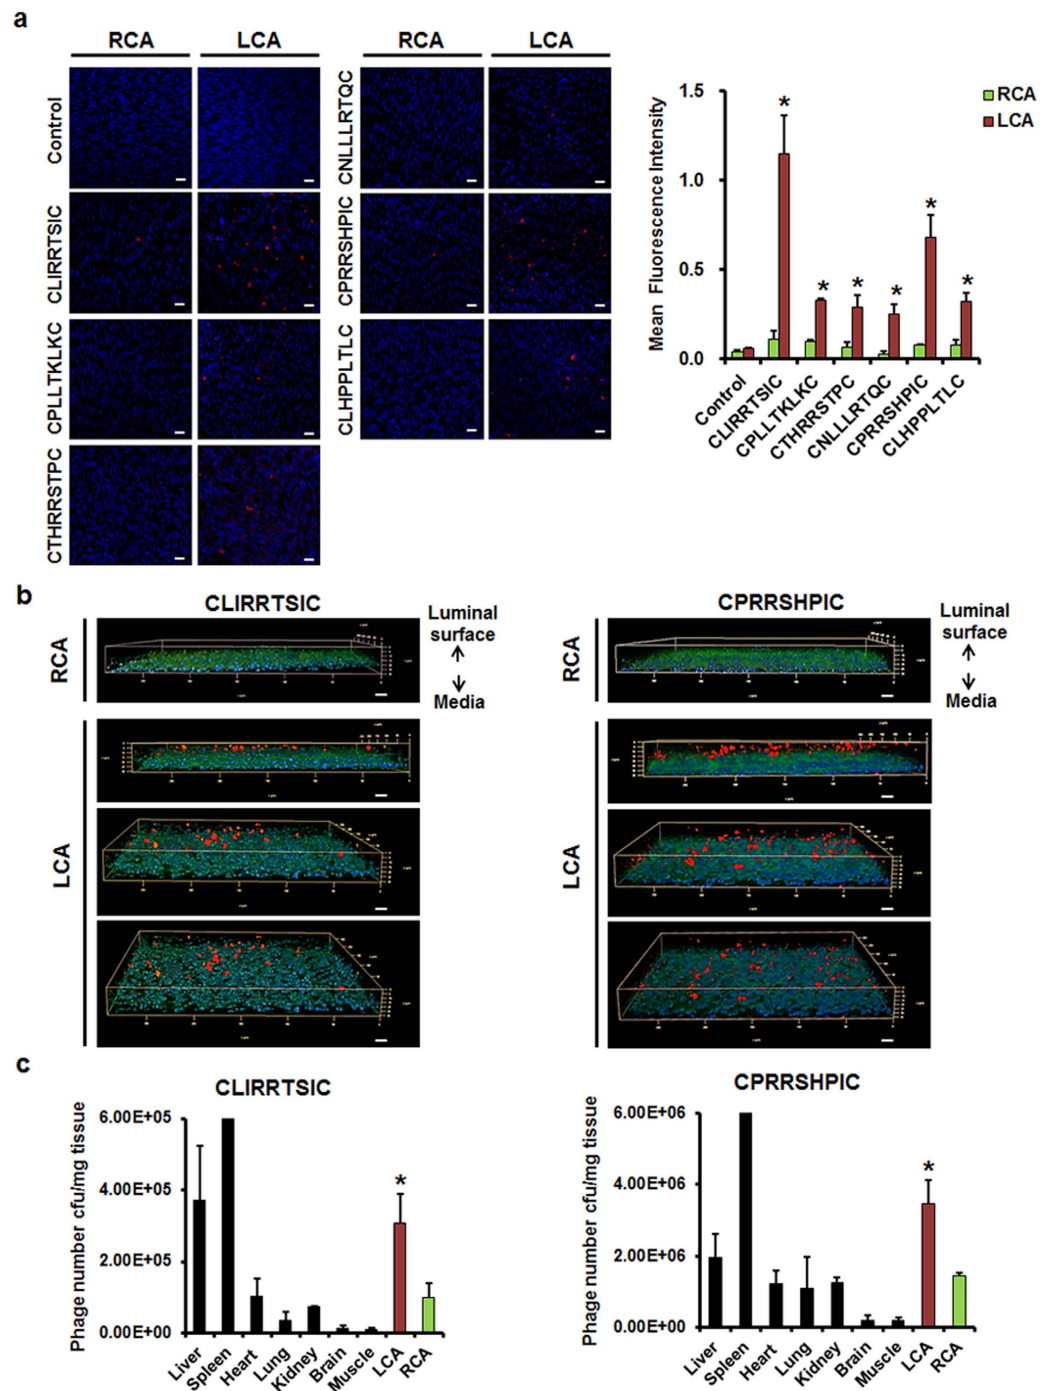 a
RCA LCA RCA LCA
Control
CLIRRTSIC
CPLLTKLKC
CTHRRSTPC
CNLLLRTQC
CPRRSHPIC
CLHPPLTLC
RCA
LCA
Mean Fluorescence Intensity
1.5
1.0
0.5
0.0
* * * * * *
Control CLIRRTSIC CPLLTKLKC CTHRRSTPC CNLLLRTQC CPRRSHPIC CLHPPLTLC
b
CLIRRTSIC
RCA
Luminal
surface
Media
LCA
CPRRSHPIC
RCA
Luminal
surface
Media
LCA
c
CLIRRTSIC
Phage number cfu/mg tissue
6.00E+05
4.00E+05
2.00E+05
0.00E+00
*
Liver Spleen Heart Lung Kidney Brain Muscle LCA RCA
CPRRSHPIC
Phage number cfu/mg tissue
6.00E+06
4.00E+06
2.00E+06
0.00E+00
*
Liver Spleen Heart Lung Kidney Brain Muscle LCA RCA